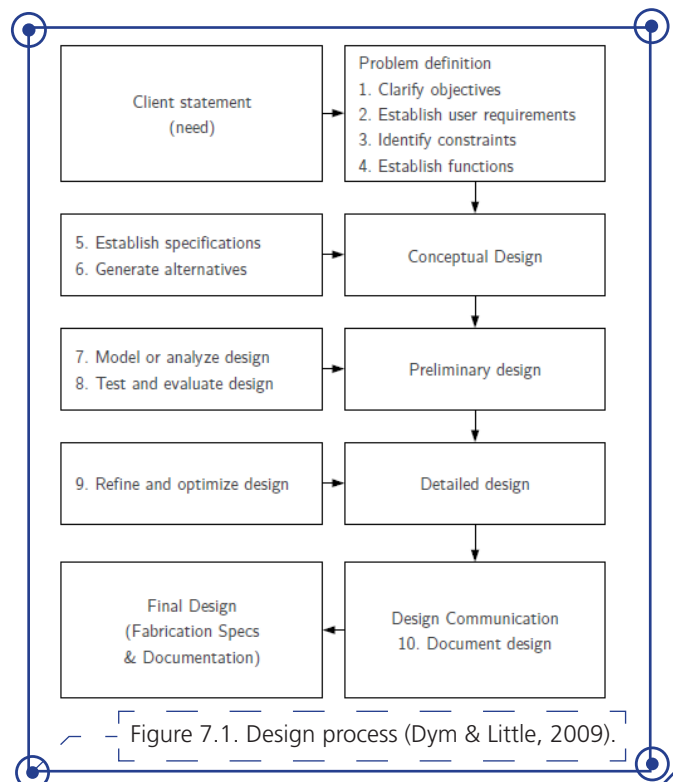 Client statement
(need)
Problem definition
1. Clarify objectives
2. Establish user requirements
3. Identify constraints
4. Establish functions
5. Establish specifications
6. Generate alternatives
Conceptual Design
7. Model or analyze design
8. Test and evaluate design
Preliminary design
9. Refine and optimize design
Detailed design
Final Design
(Fabrication Specs
& Documentation)
Design Communication
10. Document design
Figure 7.1. Design process (Dym & Little, 2009).